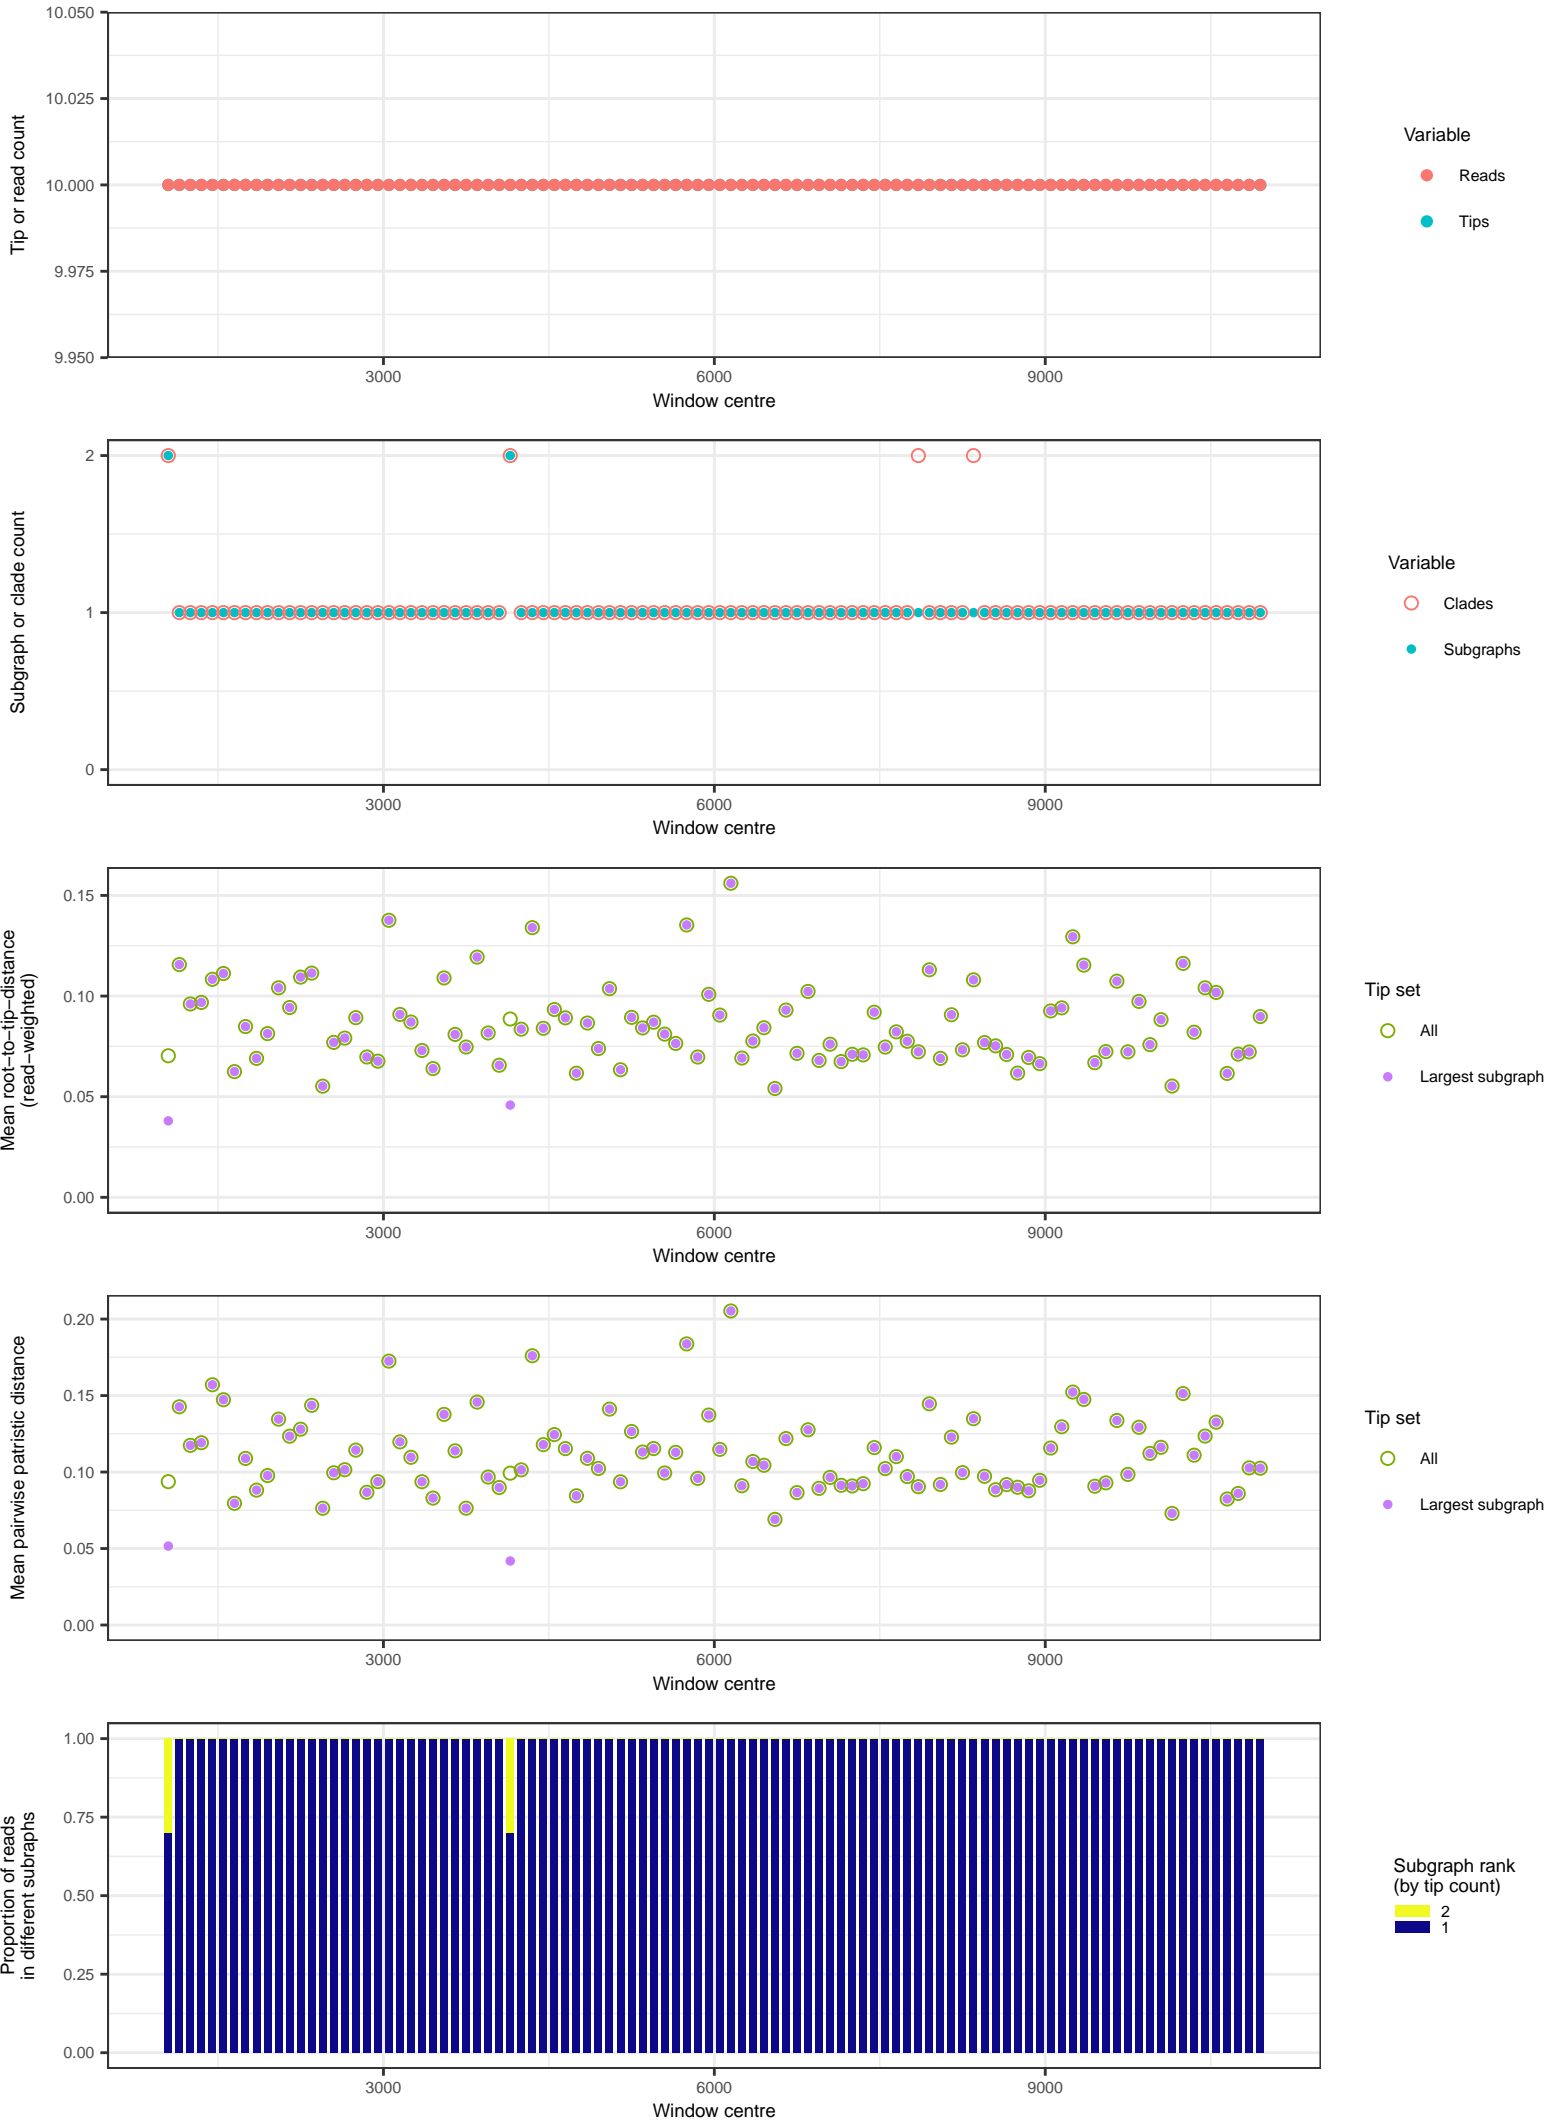 10.050
10.025
10.000
9.975
9.950
Tip or read count
3000
6000
9000
Window centre
Variable
Reads
Tips
2
1
0
Subgraph or clade count
3000
6000
9000
Window centre
Variable
Clades
Subgraphs
0.15
0.10
0.05
0.00
Mean root−to−tip−distance
(read−weighted)
3000
6000
9000
Window centre
Tip set
All
Largest subgraph
0.20
0.15
0.10
0.05
0.00
Mean pairwise patristic distance
3000
6000
9000
Window centre
Tip set
All
Largest subgraph
1.00
0.75
0.50
0.25
0.00
Proportion of reads
in different subraphs
3000
6000
9000
Window centre
Subgraph rank
(by tip count)
2
1